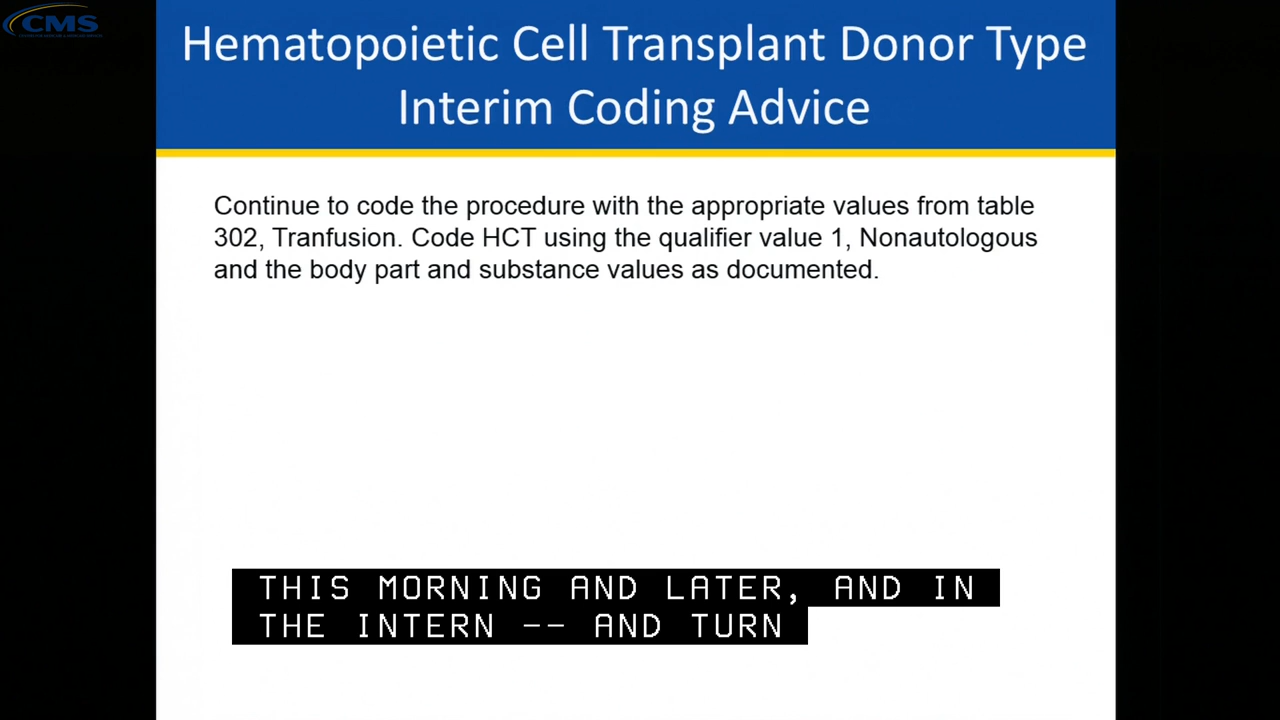 CMS
Hematopoietic Cell Transplant Donor Type
Interim Coding Advice
Continue to code the procedure with the appropriate values from table
302, Tranfusion. Code HCT using the qualifier value 1, Nonautologous
and the body part and substance values as documented.
THIS MORNING AND LATER, AND IN
THE INTERN -- AND TURN